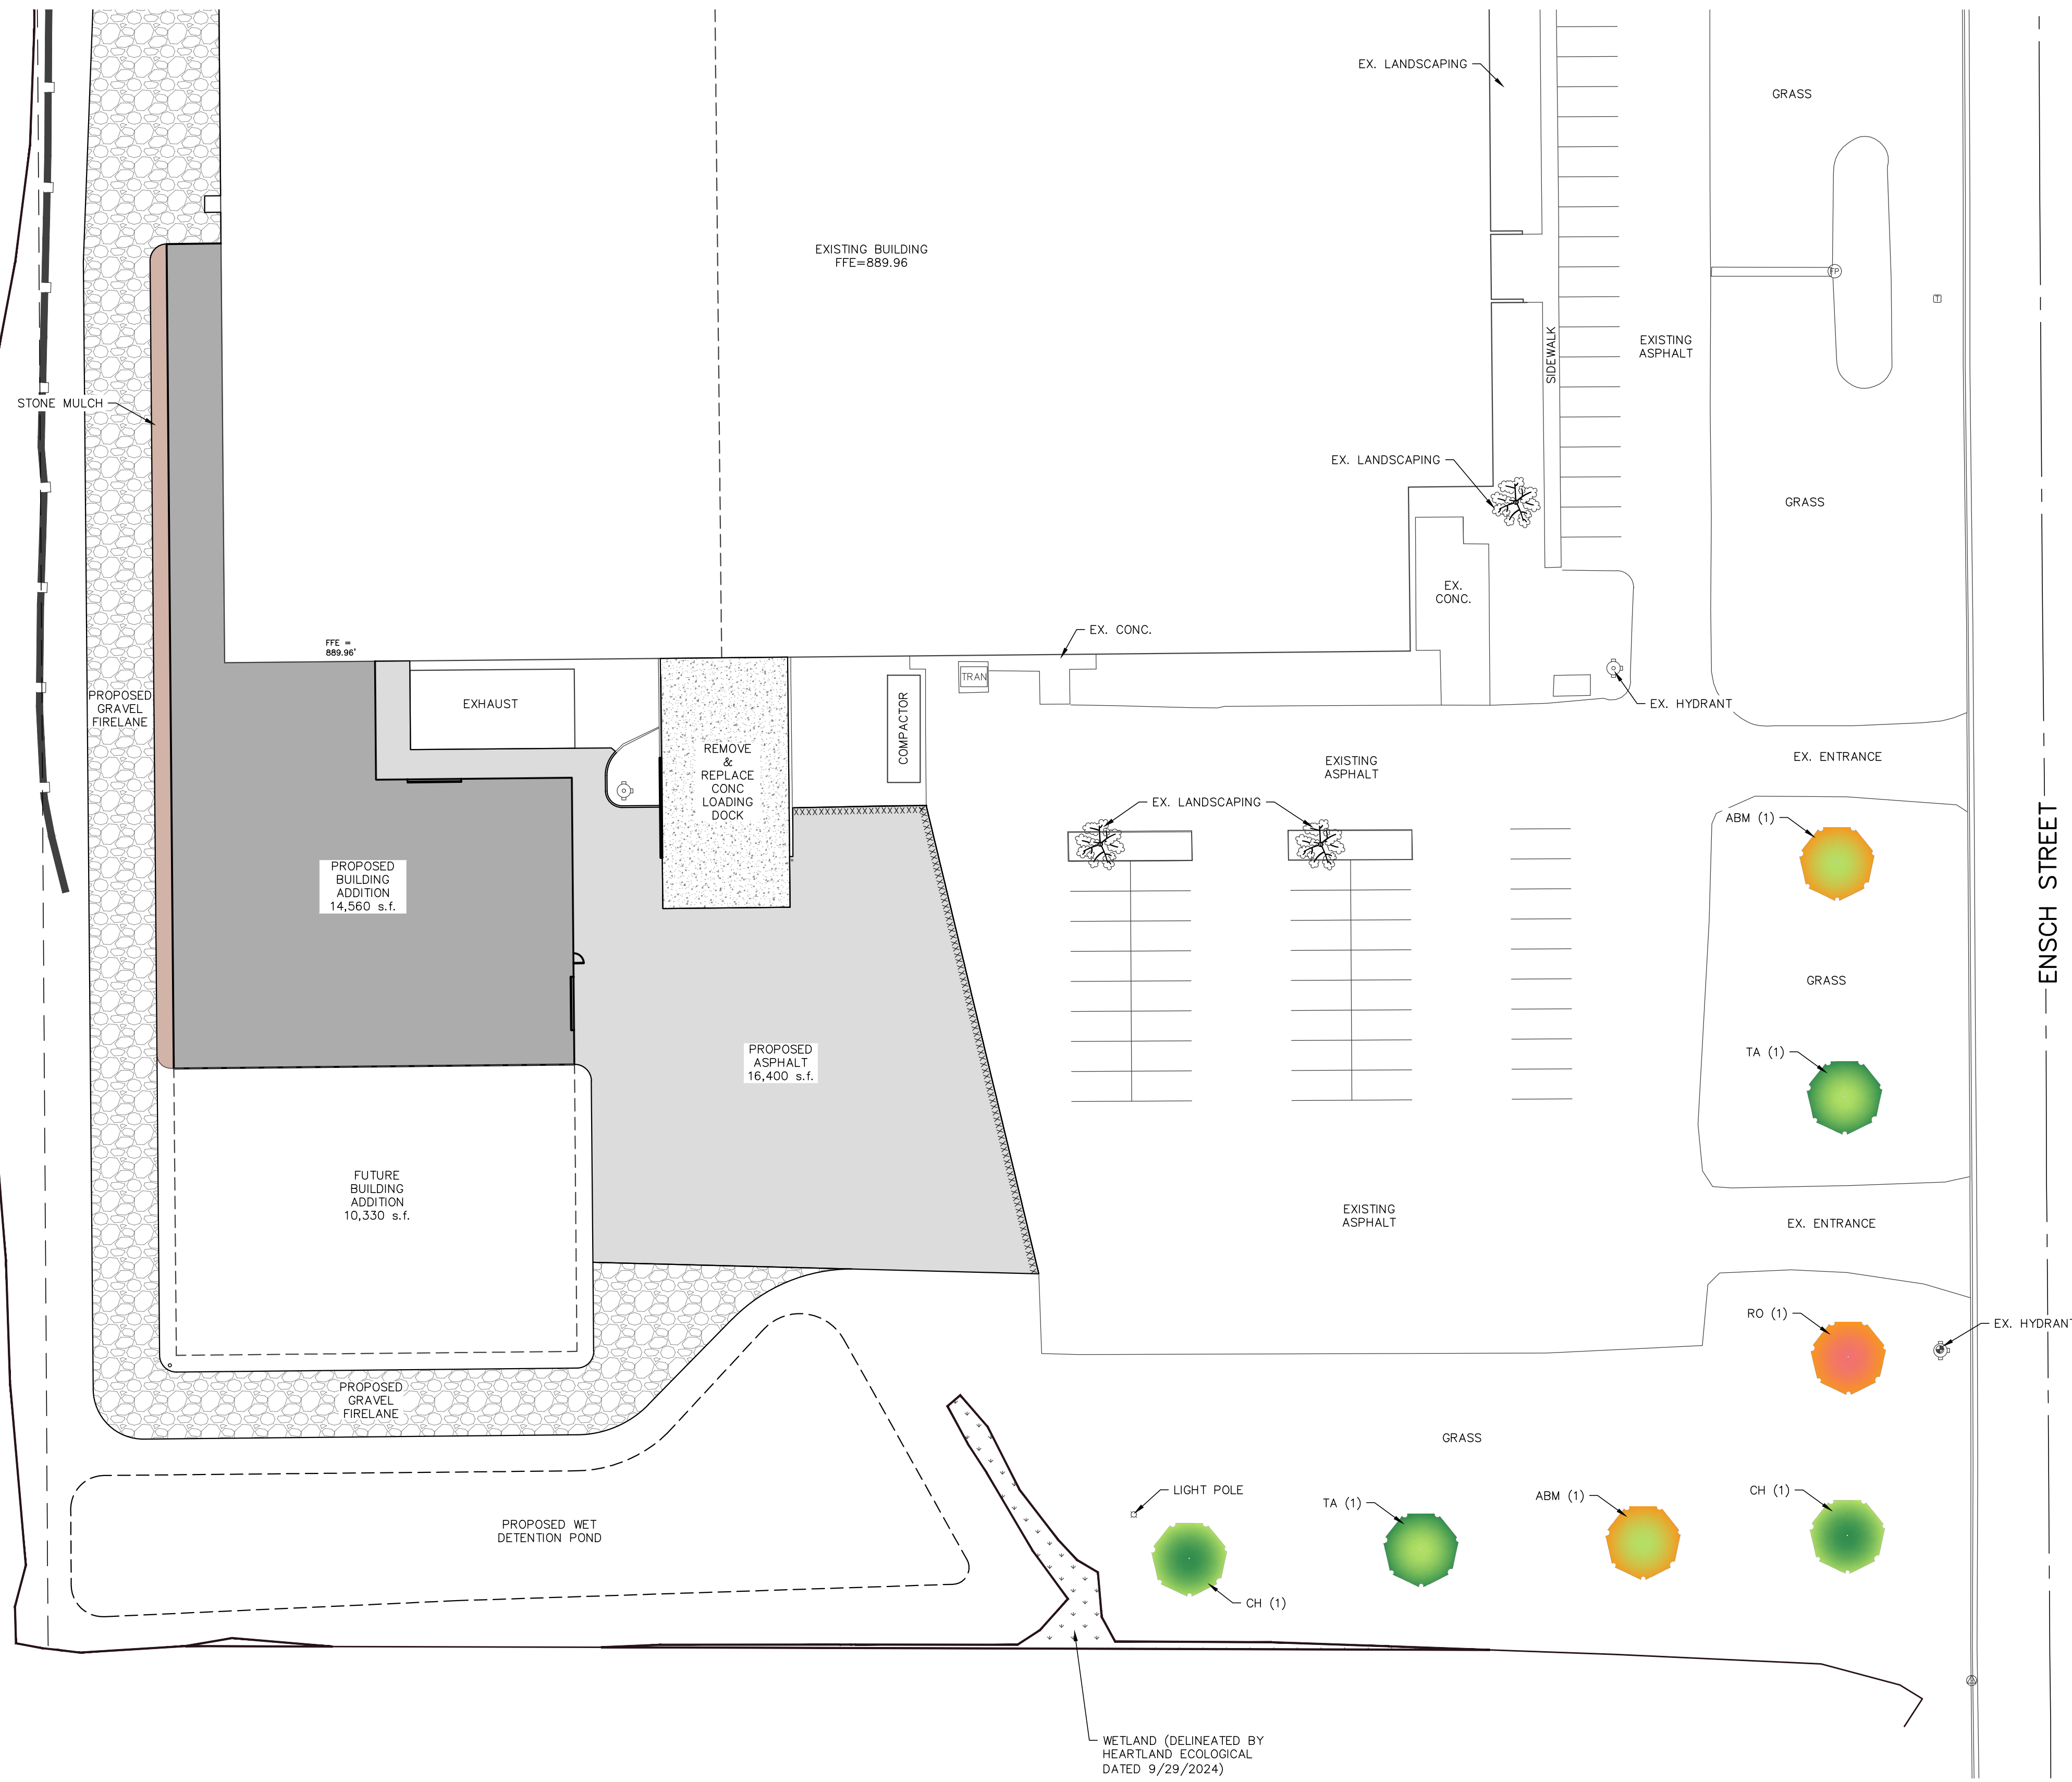 EX. LANDSCAPING
GRASS
EXISTING BUILDING
FFE=889.96
FP
T
SIDEWALK
EXISTING
ASPHALT
STONE MULCH
EX. LANDSCAPING
GRASS
EX.
CONC.
EX. CONC.
FFE =
889.96'
TRAN
PROPOSED
GRAVEL
FIRELANE
EXHAUST
COMPACTOR
EX. HYDRANT
REMOVE
&
REPLACE
CONC
LOADING
DOCK
EXISTING
ASPHALT
EX. ENTRANCE
EX. LANDSCAPING
ABM (1)
ENSCH STREET
PROPOSED
BUILDING
ADDITION
14,560 s.f.
GRASS
PROPOSED
ASPHALT
16,400 s.f.
TA (1)
FUTURE
BUILDING
ADDITION
10,330 s.f.
EXISTING
ASPHALT
EX. ENTRANCE
RO (1)
EX. HYDRANT
PROPOSED
GRAVEL
FIRELANE
GRASS
LIGHT POLE
TA (1)
ABM (1)
CH (1)
PROPOSED WET
DETENTION POND
CH (1)
WETLAND (DELINEATED BY
HEARTLAND ECOLOGICAL
DATED 9/29/2024)